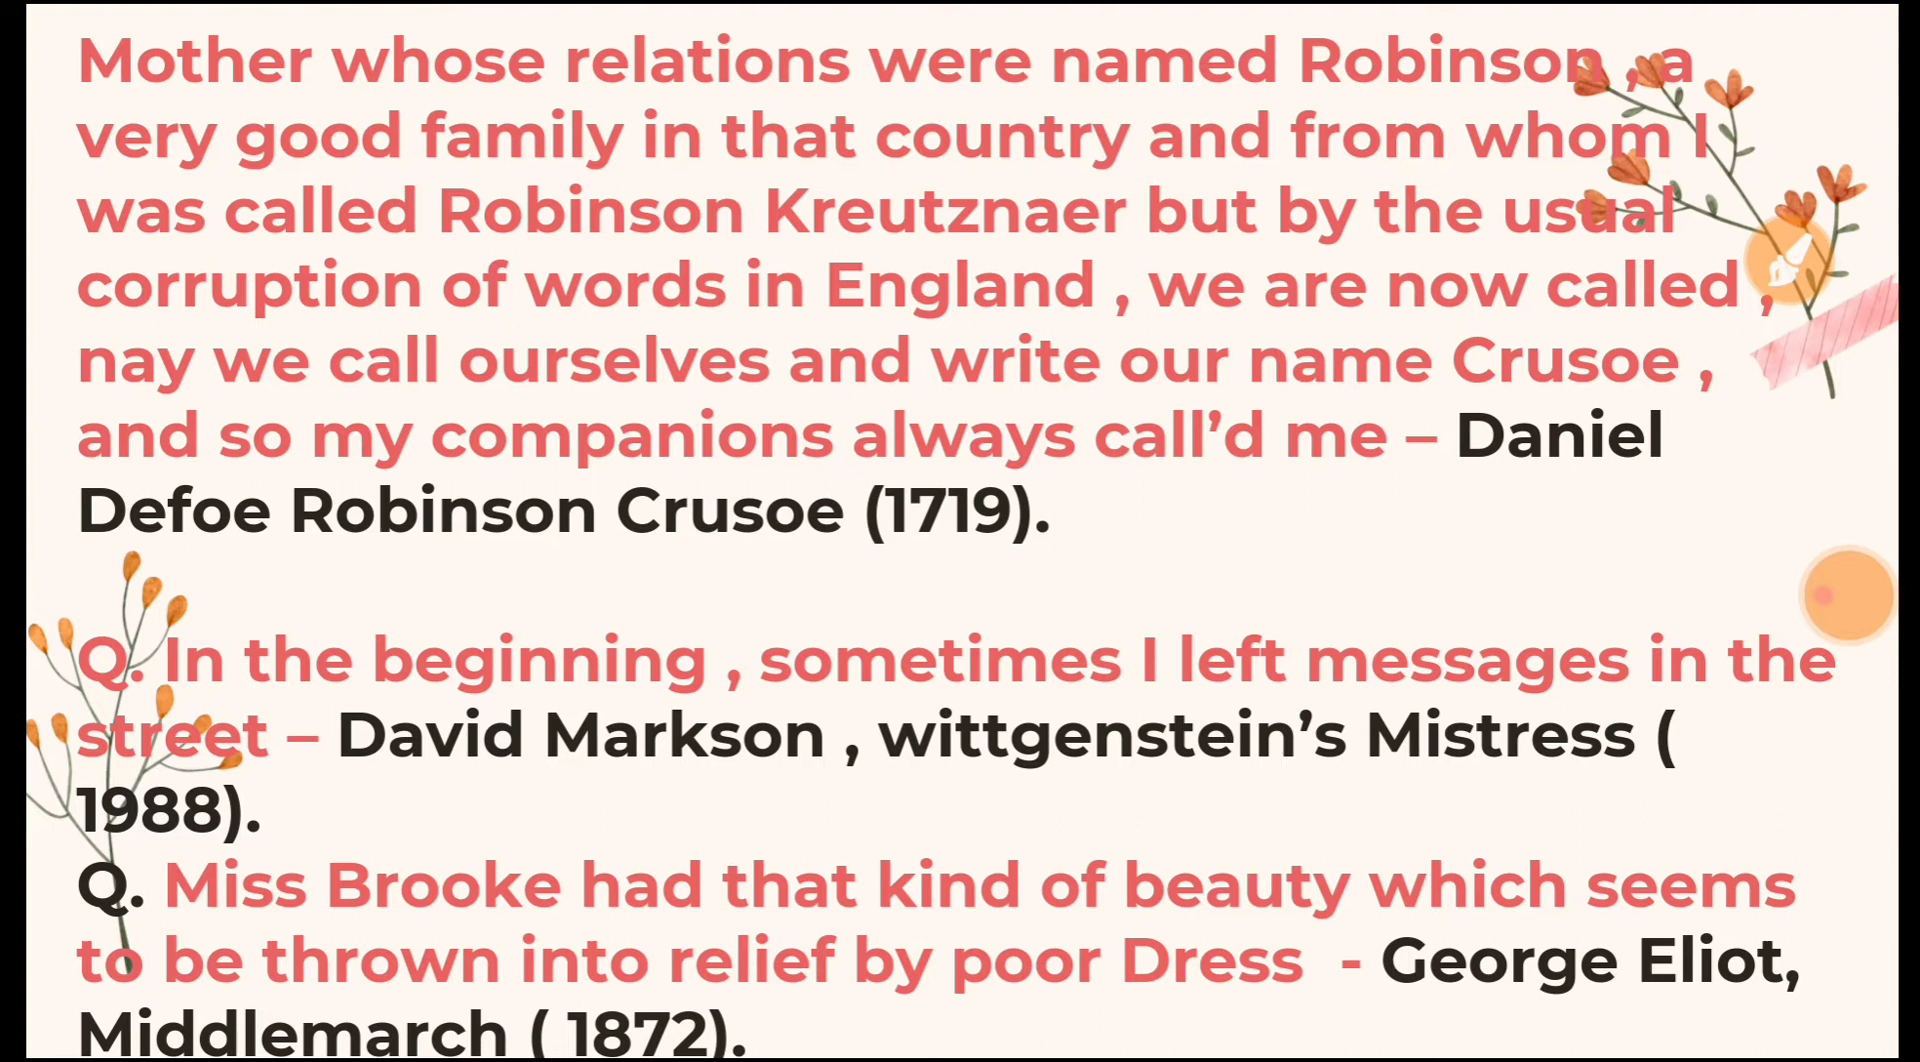 Mother whose relations were named Robinson , a
very good family in that country and from whom I
was called Robinson Kreutznaer but by the usual
corruption of words in England , we are now called ,
nay we call ourselves and write our name Crusoe ,
and so my companions always call’d me – Daniel
Defoe Robinson Crusoe (1719).
Q. In the beginning , sometimes I left messages in the
street – David Markson , wittgenstein’s Mistress (
1988).
Q. Miss Brooke had that kind of beauty which seems
to be thrown into relief by poor Dress - George Eliot,
Middlemarch ( 1872).